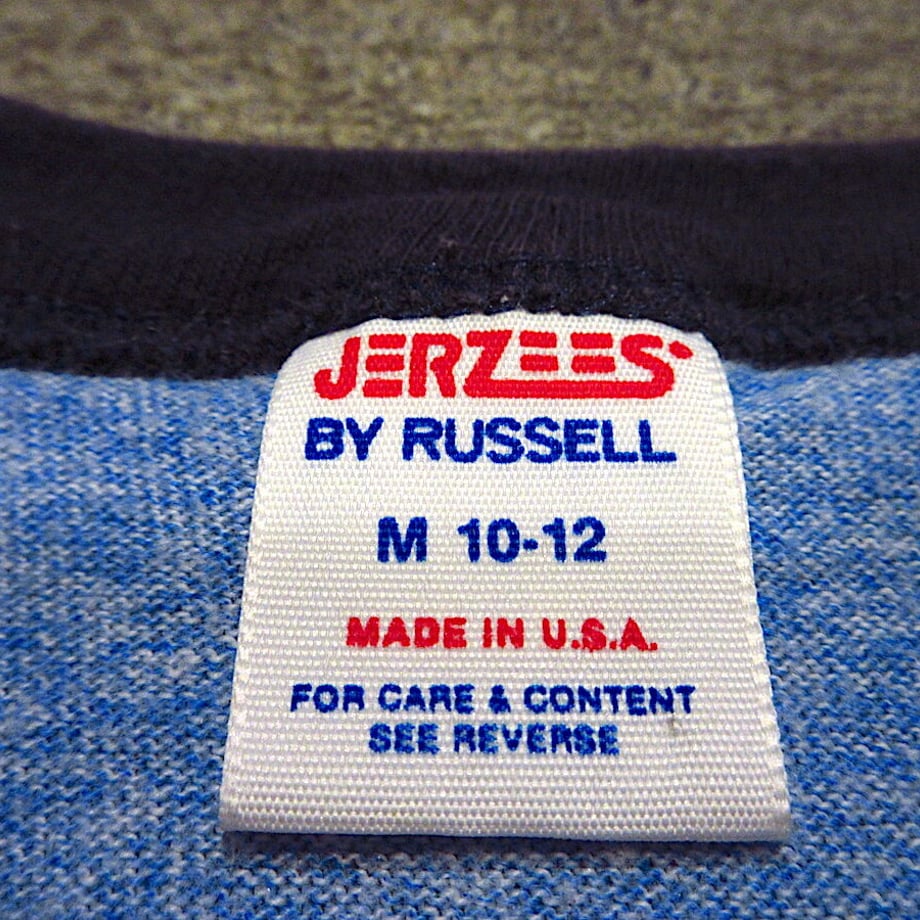 JERZEES
BY RUSSELL
M 10-12
MADE IN U.S.A.
FOR CARE & CONTENT
SEE REVERSE